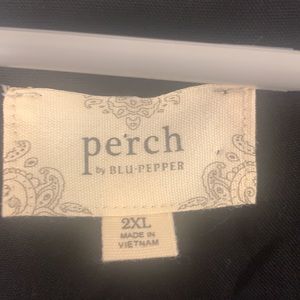 perch
by BLU·PEPPER
2XL
MADE IN
VIETNAM